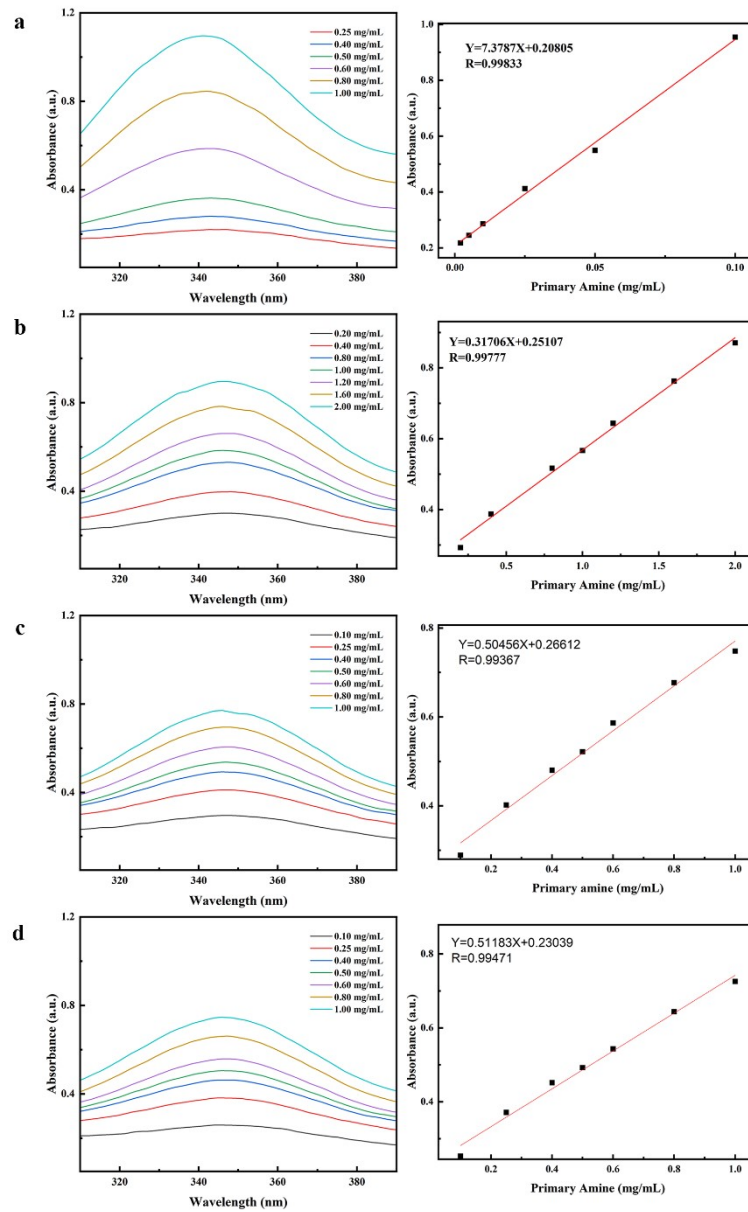 a
1.2
0.8
0.4
Absorbance (a.u.)
0.25 mg/mL
0.40 mg/mL
0.50 mg/mL
0.60 mg/mL
0.80 mg/mL
1.00 mg/mL
320 340 360 380
Wavelength (nm)
1.0
0.8
0.6
0.4
0.2
Absorbance (a.u.)
Y=7.3787X+0.20805
R=0.99833
0.00 0.05 0.10
Primary Amine (mg/mL)
b
1.2
0.8
0.4
Absorbance (a.u.)
0.20 mg/mL
0.40 mg/mL
0.80 mg/mL
1.00 mg/mL
1.20 mg/mL
1.60 mg/mL
2.00 mg/mL
320 340 360 380
Wavelength (nm)
0.8
0.6
0.4
Absorbance (a.u.)
Y=0.31706X+0.25107
R=0.99777
0.5 1.0 1.5 2.0
Primary Amine (mg/mL)
c
1.2
0.8
0.4
Absorbance (a.u.)
0.10 mg/mL
0.25 mg/mL
0.40 mg/mL
0.50 mg/mL
0.60 mg/mL
0.80 mg/mL
1.00 mg/mL
320 340 360 380
Wavelength (nm)
0.8
0.6
0.4
Absorbance (a.u.)
Y=0.50456X+0.26612
R=0.99367
0.2 0.4 0.6 0.8 1.0
Primary amine (mg/mL)
d
1.2
0.8
0.4
Absorbance (a.u.)
0.10 mg/mL
0.25 mg/mL
0.40 mg/mL
0.50 mg/mL
0.60 mg/mL
0.80 mg/mL
1.00 mg/mL
320 340 360 380
Wavelength (nm)
0.8
0.6
0.4
Absorbance (a.u.)
Y=0.51183X+0.23039
R=0.99471
0.2 0.4 0.6 0.8 1.0
Primary Amine (mg/mL)